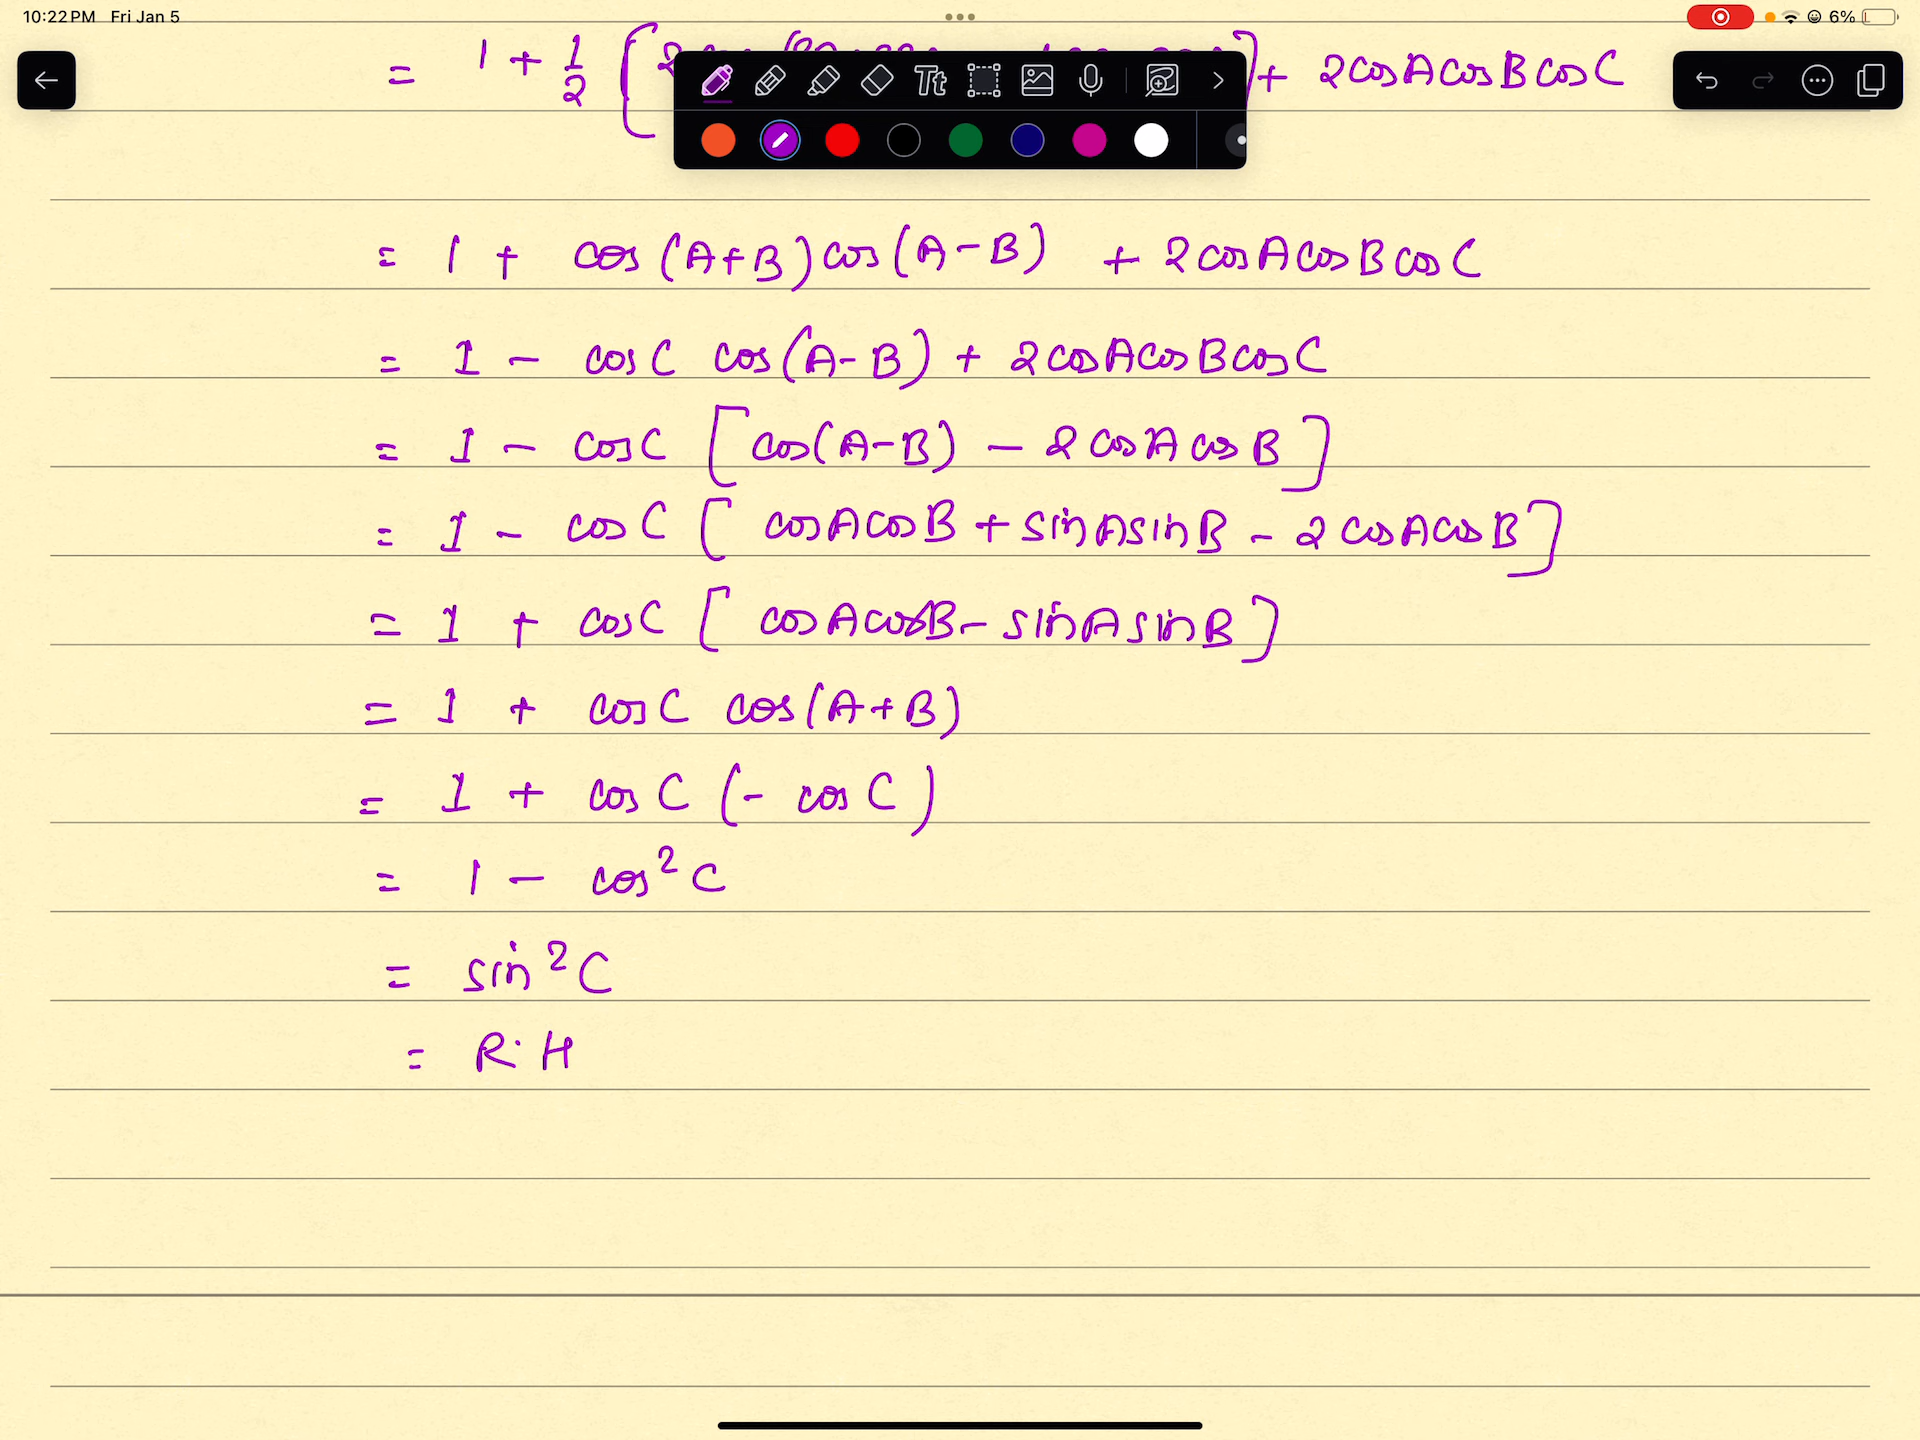 10:22 PM Fri Jan 5 6%
= 1 + 1/2 [ 2 ] + 2cosAcosBcosC
Tt
= 1 + cos(A+B)cos(A-B) + 2cosAcosBcosC
= 1 - cosC cos(A-B) + 2cosAcosBcosC
= 1 - cosC [cos(A-B) - 2cosAcosB]
= 1 - cosC [cosAcosB + sinAsinB - 2cosAcosB]
= 1 + cosC [cosAcosB - sinAsinB]
= 1 + cosC cos(A+B)
= 1 + cosC (-cosC)
= 1 - cos²C
= sin²C
= R.H